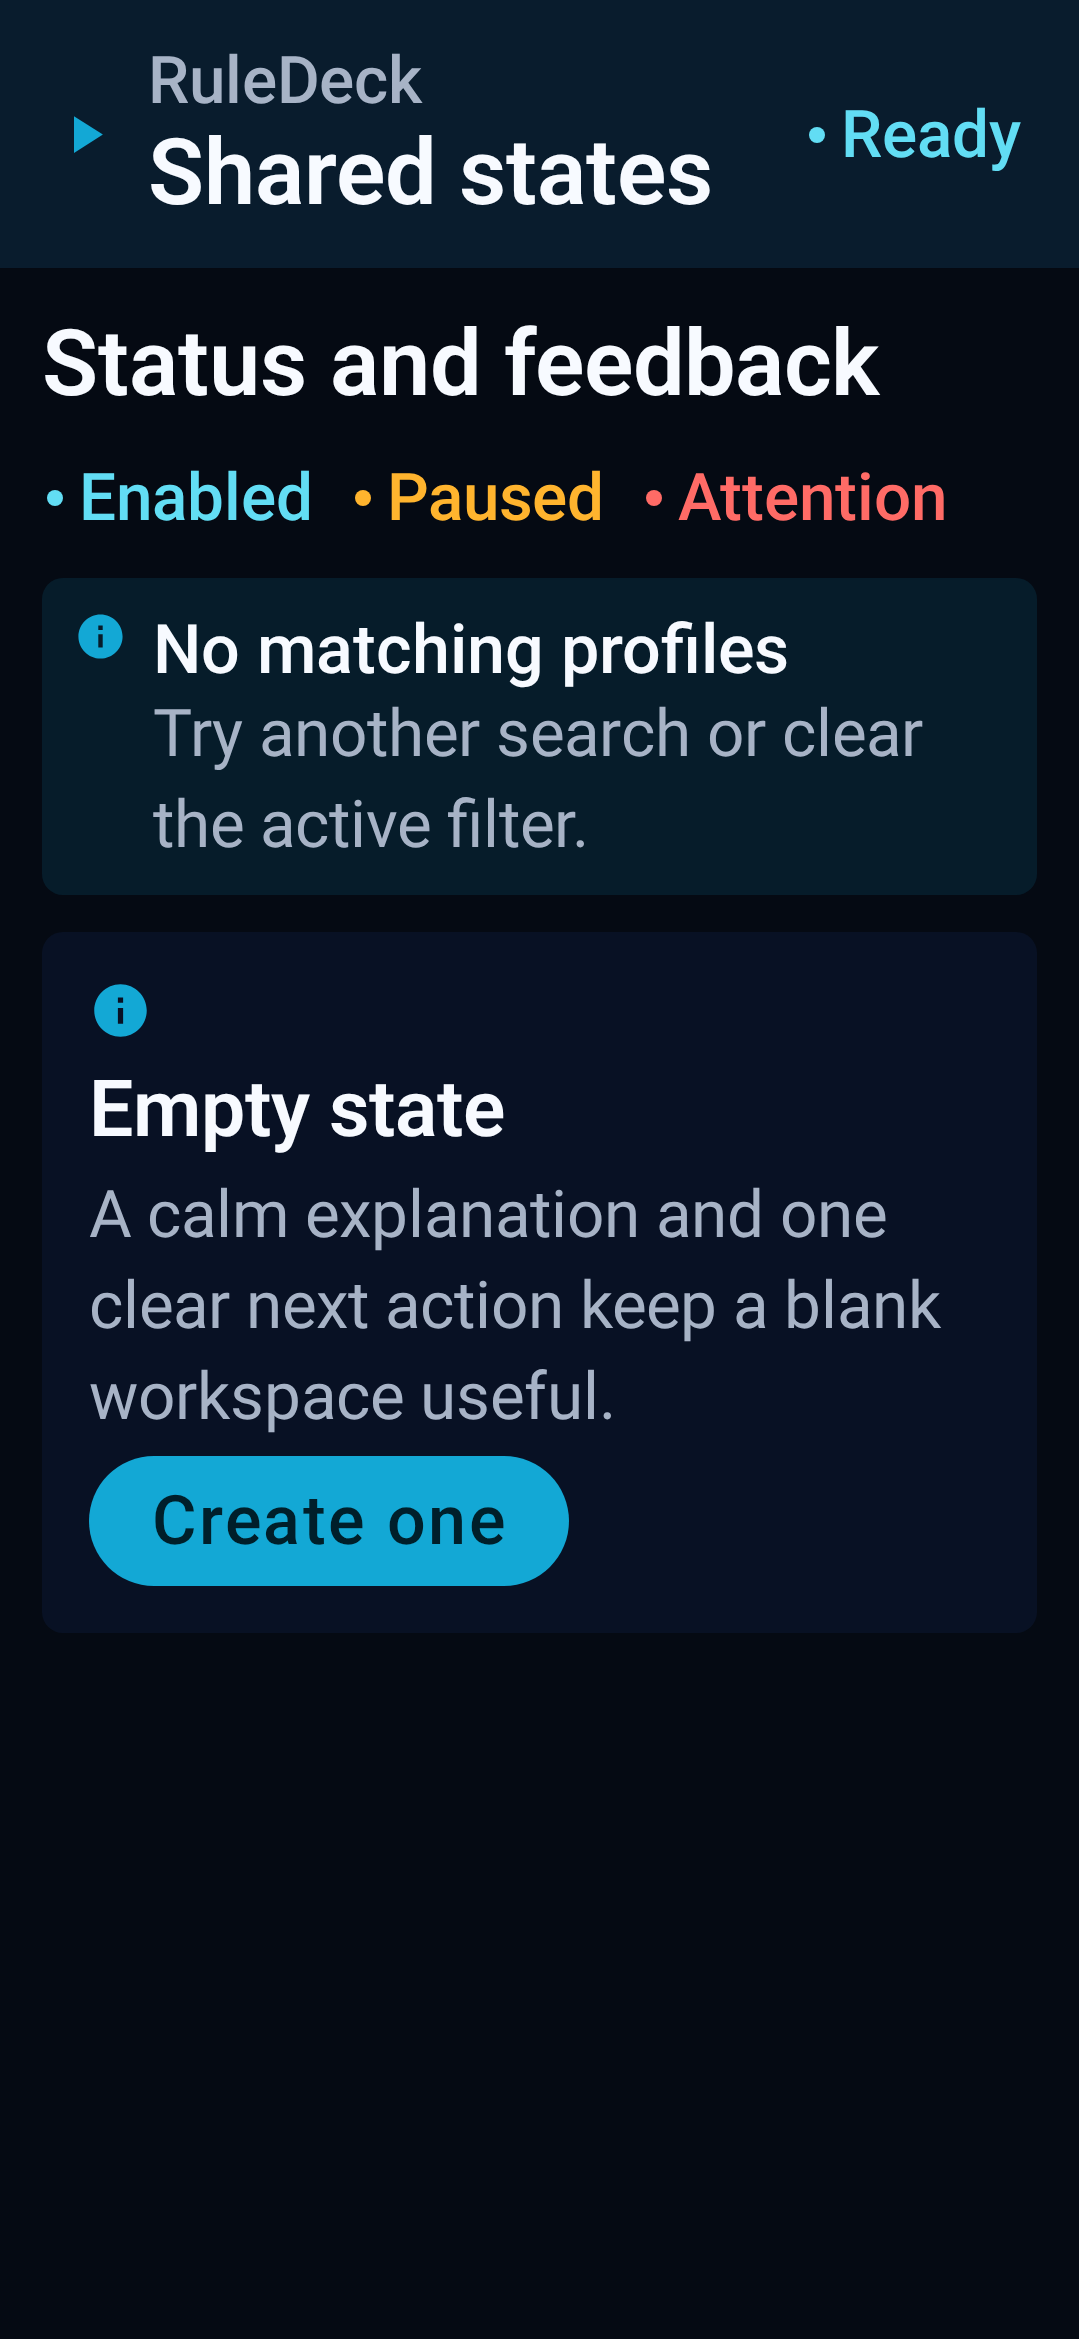 RuleDeck
Shared states
• Ready
Status and feedback
• Enabled • Paused • Attention
No matching profiles
Try another search or clear
the active filter.
Empty state
A calm explanation and one
clear next action keep a blank
workspace useful.
Create one